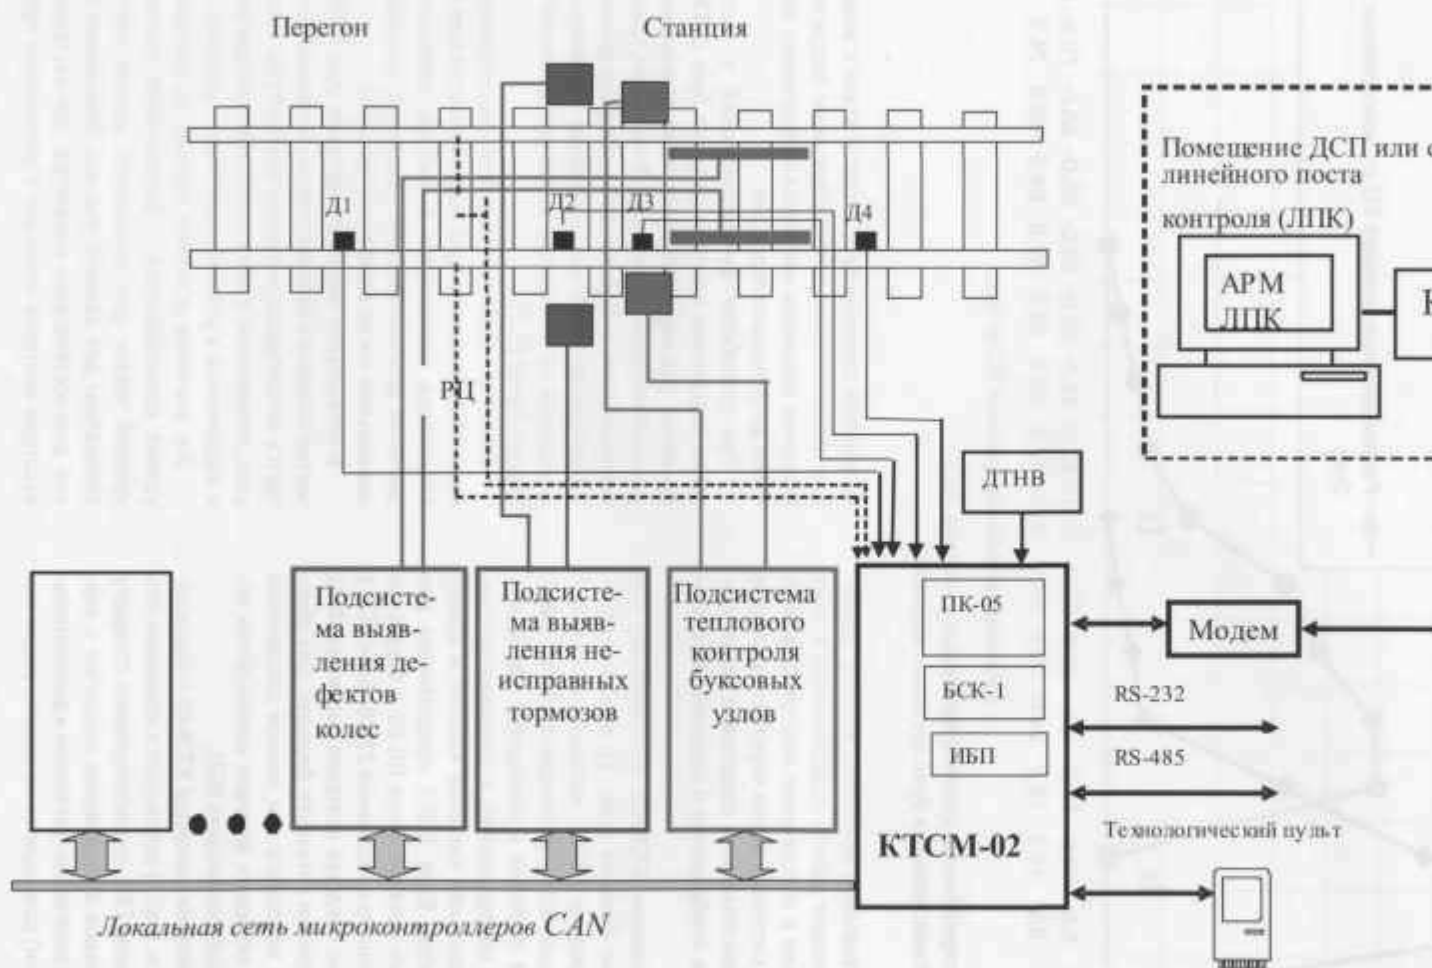 Перегон
Станция
Помещение ДСП или
линейного поста
контроля (ЛПК)
АРМ
ЛПК
Д1
Д2
Д3
Д4
РЦ
ДТНВ
Подсисте-
ма выяв-
ления де-
фектов
колес
Подсисте-
ма выяв-
ления не-
исправных
тормозов
Подсистема
теплового
контроля
буксовых
узлов
ПК-05
БСК-1
ИБП
КТСМ-02
Модем
RS-232
RS-485
Технологический пульт
Локальная сеть микроконтроллеров CAN